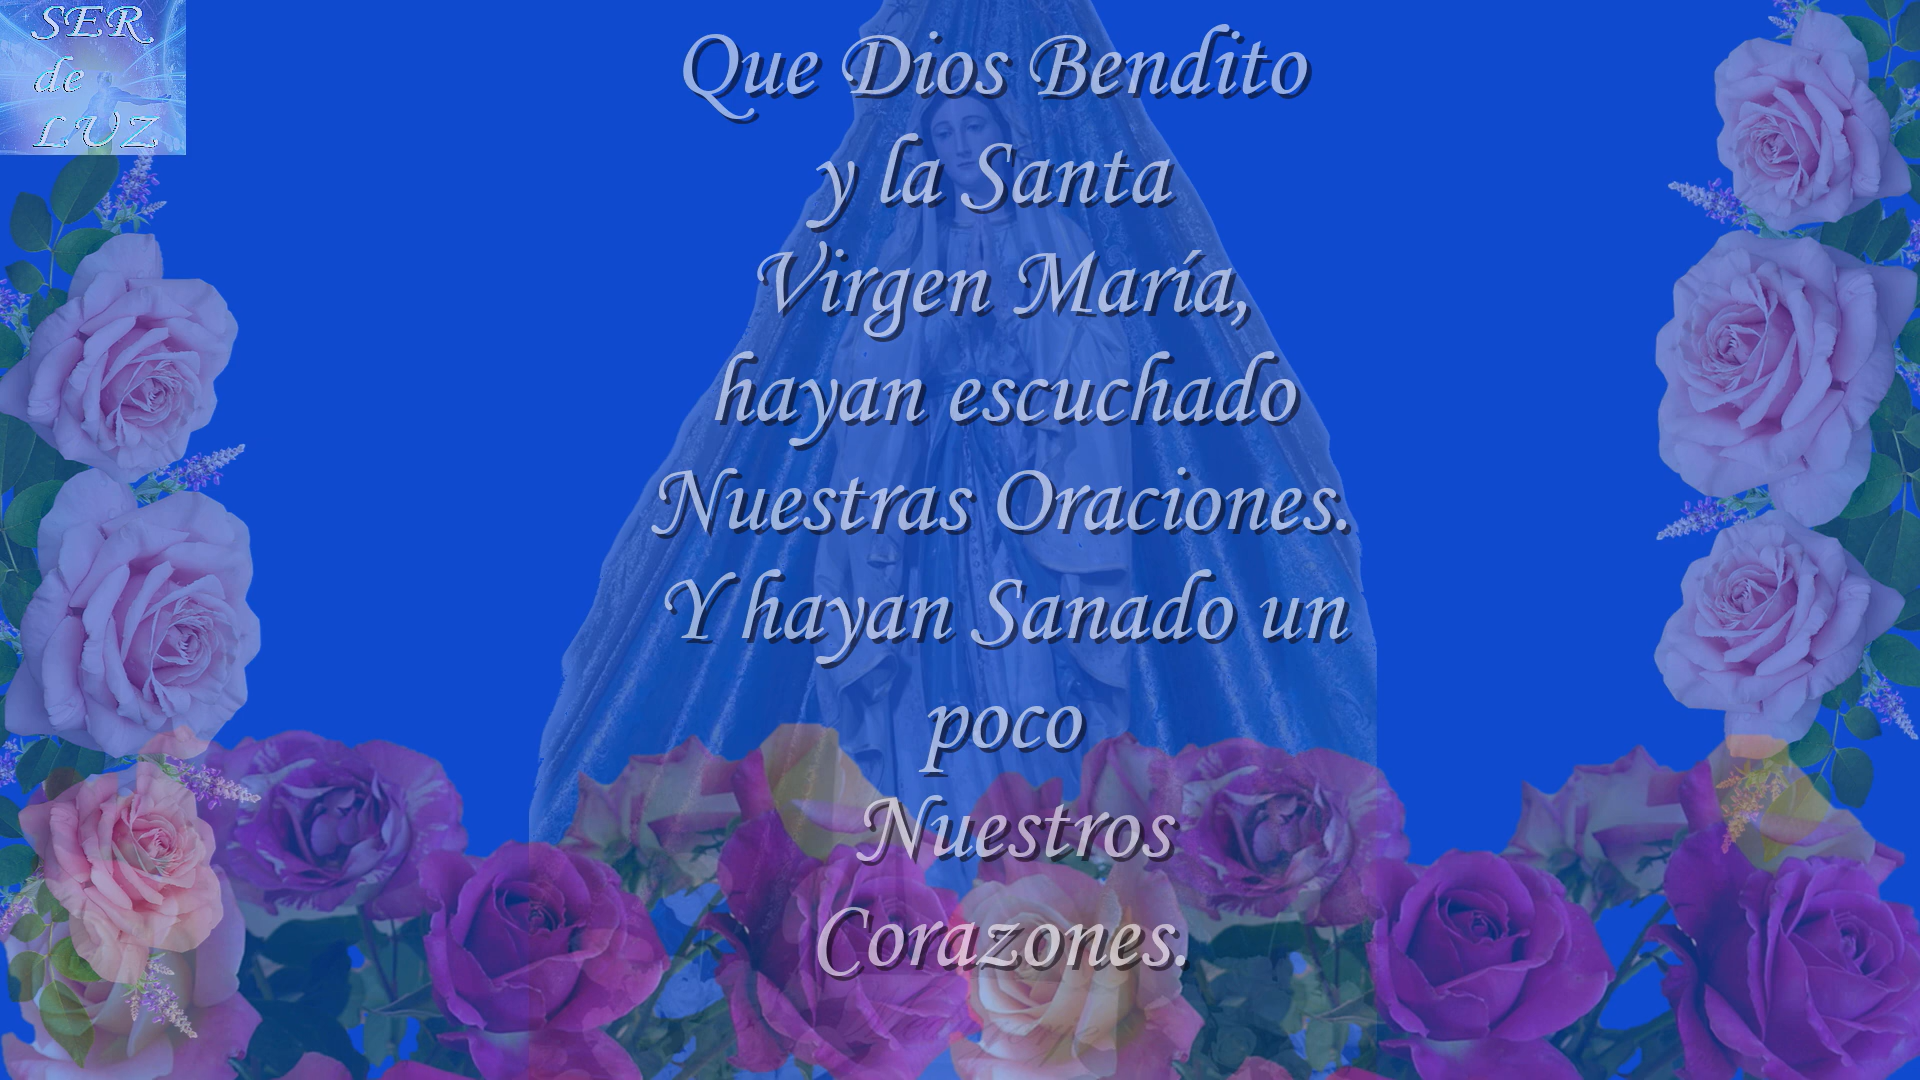 SER
de
LUZ
Que Dios Bendito
y la Santa
Virgen María,
hayan escuchado
Nuestras Oraciones.
Y hayan Sanado un
poco
Nuestros
Corazones.